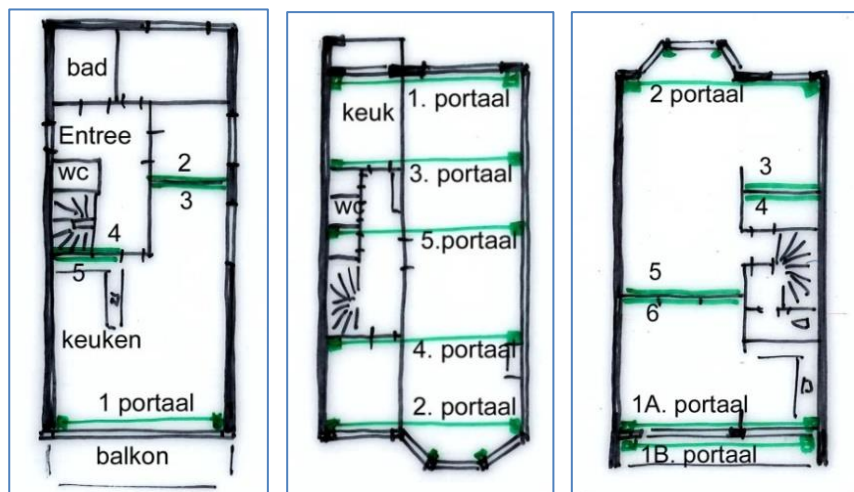 bad
Entree
wc
2
3
4
5
keuken
1 portaal
balkon
keuk
1. portaal
3. portaal
wc
5.portaal
4. portaal
2. portaal
2 portaal
3
4
5
6
1A. portaal
1B. portaal